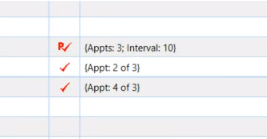 P✓ (Appts: 3; Interval: 10)
✓ (Appt: 2 of 3)
✓ (Appt: 4 of 3)